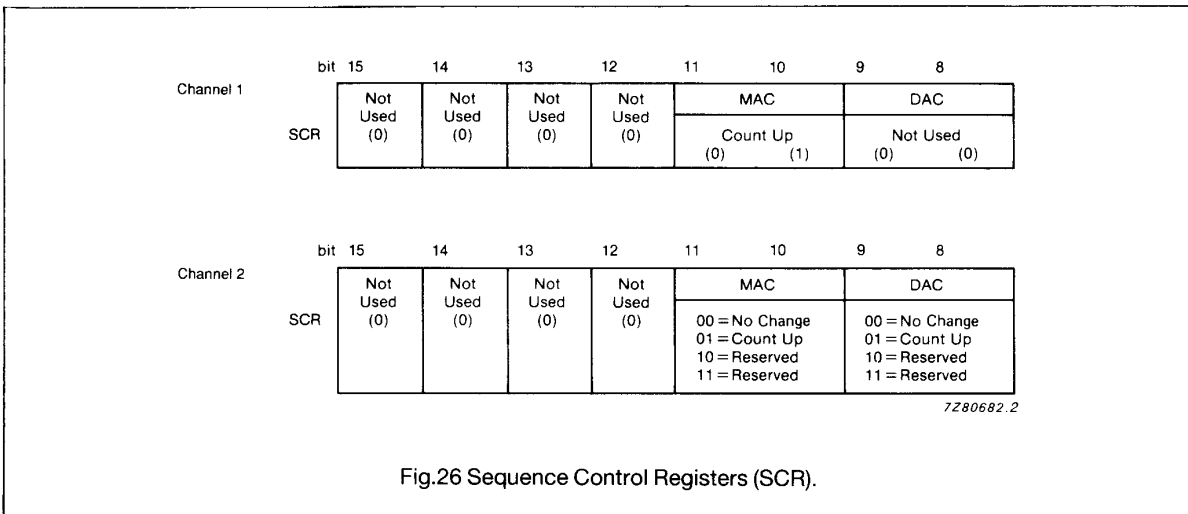 bit 15 14 13 12 11 10 9 8
Channel 1
SCR
Not Used (0)
Not Used (0)
Not Used (0)
Not Used (0)
MAC
Count Up
(0) (1)
DAC
Not Used
(0) (0)
bit 15 14 13 12 11 10 9 8
Channel 2
SCR
Not Used (0)
Not Used (0)
Not Used (0)
Not Used (0)
MAC
00 = No Change
01 = Count Up
10 = Reserved
11 = Reserved
DAC
00 = No Change
01 = Count Up
10 = Reserved
11 = Reserved
7Z80682.2
Fig.26 Sequence Control Registers (SCR).